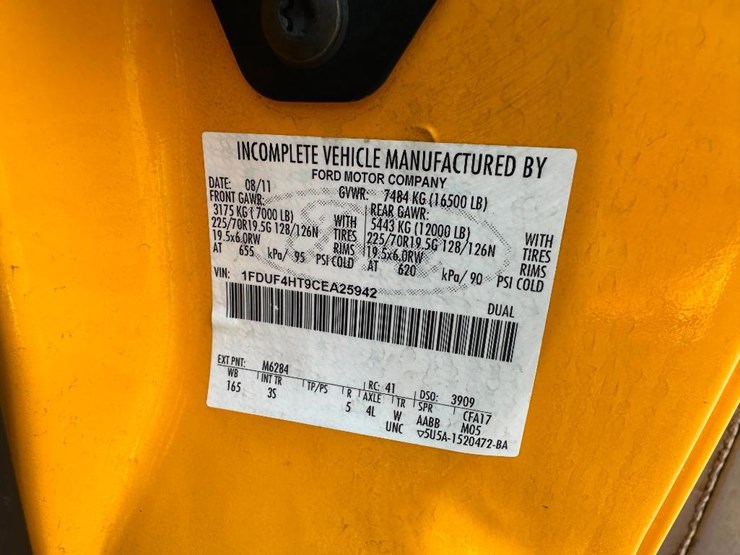 INCOMPLETE VEHICLE MANUFACTURED BY
FORD MOTOR COMPANY
DATE: 08/11 GVWR: 7484 KG (16500 LB)
FRONT GAWR: REAR GAWR:
3175 KG (7000 LB) WITH 5443 KG (12000 LB) WITH
225/70R19.5G 128/126N TIRES 225/70R19.5G 128/126N TIRES
19.5x6.0RW RIMS 19.5x6.0RW RIMS
AT 655 kPa/ 95 PSI COLD AT 620 kPa/ 90 PSI COLD
VIN: 1FDUF4HT9CEA25942 DUAL
EXT PNT: M6284 RC: 41 DSO: 3909
WB INT TR TP/PS R AXLE TR SPR CFA17
165 3S 5 4L W AABB M05
UNC ▽5U5A-1520472-BA